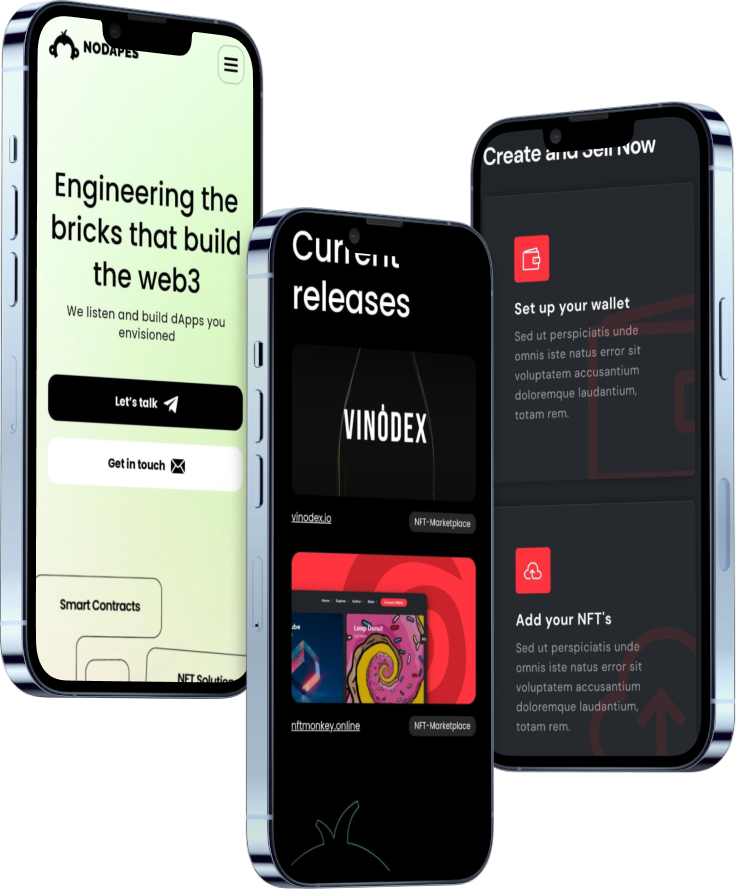 NODAPES
Engineering the
bricks that build
the web3
We listen and build dApps you
envisioned
Let's talk
Get in touch
Smart Contracts
NFT Solution
Current
releases
VINODEX
vinodex.io
NFT-Marketplace
Loop Donut
nftmonkey.online
NFT-Marketplace
Create and Sell Now
Set up your wallet
Sed ut perspiciatis unde
omnis iste natus error sit
voluptatem accusantium
doloremque laudantium,
totam rem.
Add your NFT's
Sed ut perspiciatis unde
omnis iste natus error sit
voluptatem accusantium
doloremque laudantium,
totam rem.